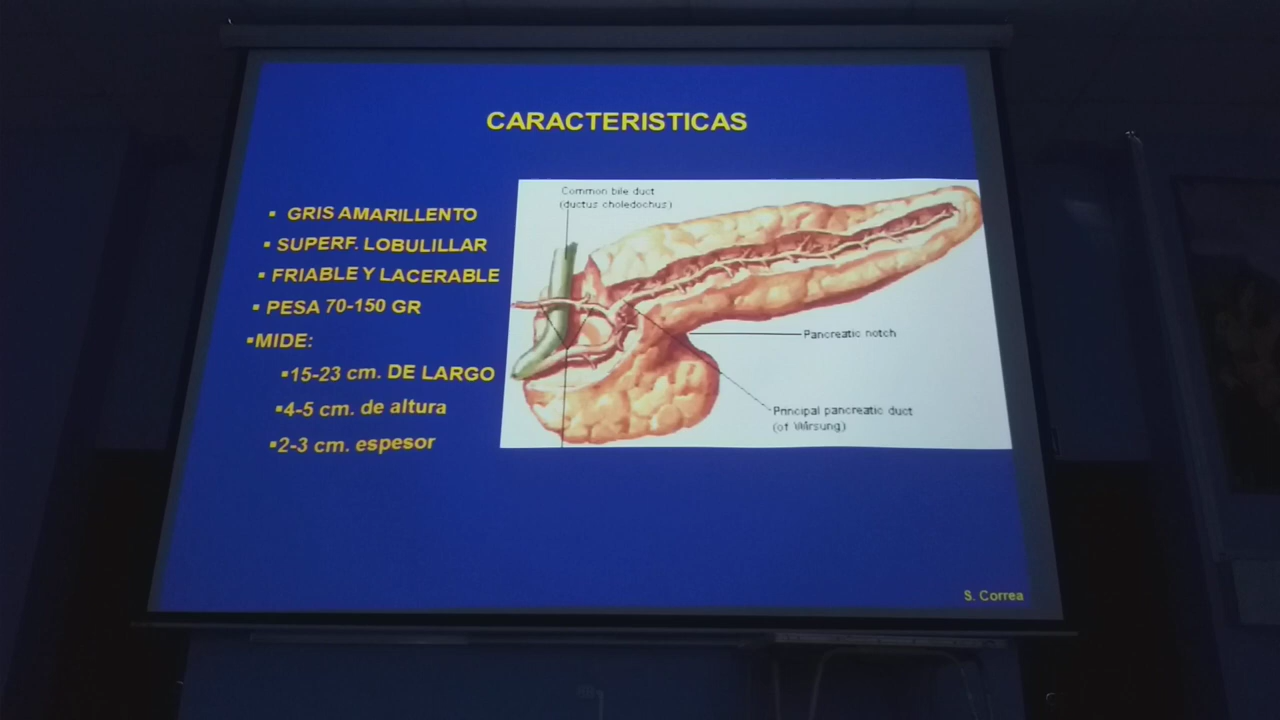 CARACTERISTICAS
▪ GRIS AMARILLENTO
▪ SUPERF. LOBULILLAR
▪ FRIABLE Y LACERABLE
▪ PESA 70-150 GR
▪MIDE:
▪15-23 cm. DE LARGO
▪4-5 cm. de altura
▪2-3 cm. espesor
Common bile duct
(ductus choledochus)
Pancreatic notch
Principal pancreatic duct
(of Wirsung)
S. Correa